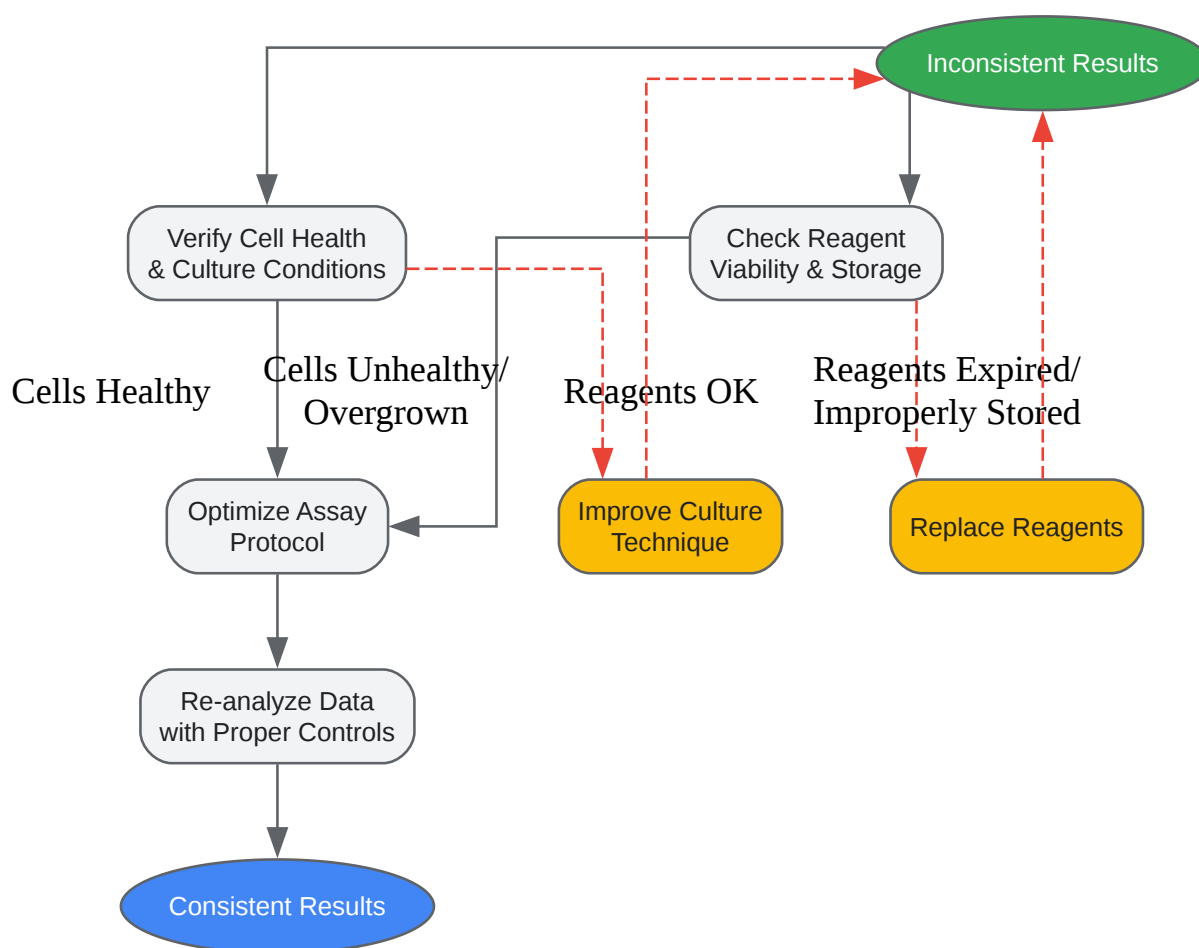 Inconsistent Results
Verify Cell Health
& Culture Conditions
Check Reagent
Viability & Storage
Cells Healthy
Cells Unhealthy/
Overgrown
Reagents OK
Reagents Expired/
Improperly Stored
Optimize Assay
Protocol
Improve Culture
Technique
Replace Reagents
Re-analyze Data
with Proper Controls
Consistent Results